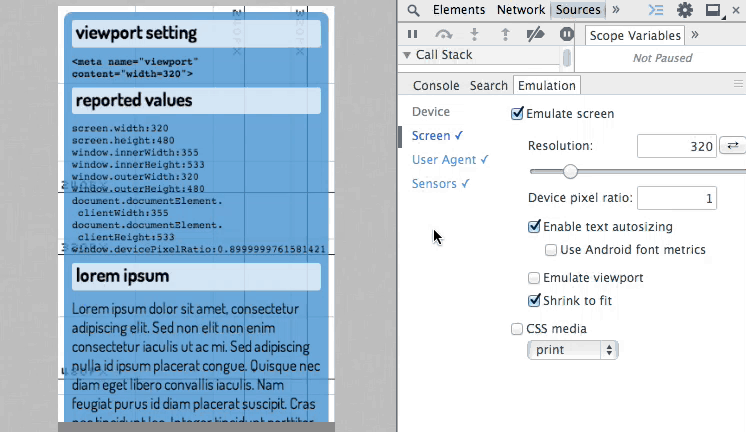 viewport setting
<meta name="viewport"
content="width=320">
reported values
screen.width:320
screen.height:480
window.innerWidth:355
window.innerHeight:533
window.outerWidth:320
window.outerHeight:480
document.documentElement.
clientWidth:355
document.documentElement.
clientHeight:533
window.devicePixelRatio:0.8999999761581421
lorem ipsum
Lorem ipsum dolor sit amet, consectetur
adipiscing elit. Sed non elit non enim
consectetur iaculis ut ac mi. Sed adipiscing
nulla id ipsum placerat congue. Quisque nec
diam eget libero convallis iaculis. Nam
feugiat purus id diam placerat suscipit. Cras
non tincidunt leo. Integer tincidunt porttitor
Elements Network Sources »
Scope Variables »
Call Stack
Not Paused
Console Search Emulation
Device
Screen ✓
User Agent ✓
Sensors ✓
Emulate screen
Resolution: 320
Device pixel ratio: 1
Enable text autosizing
Use Android font metrics
Emulate viewport
Shrink to fit
CSS media
print